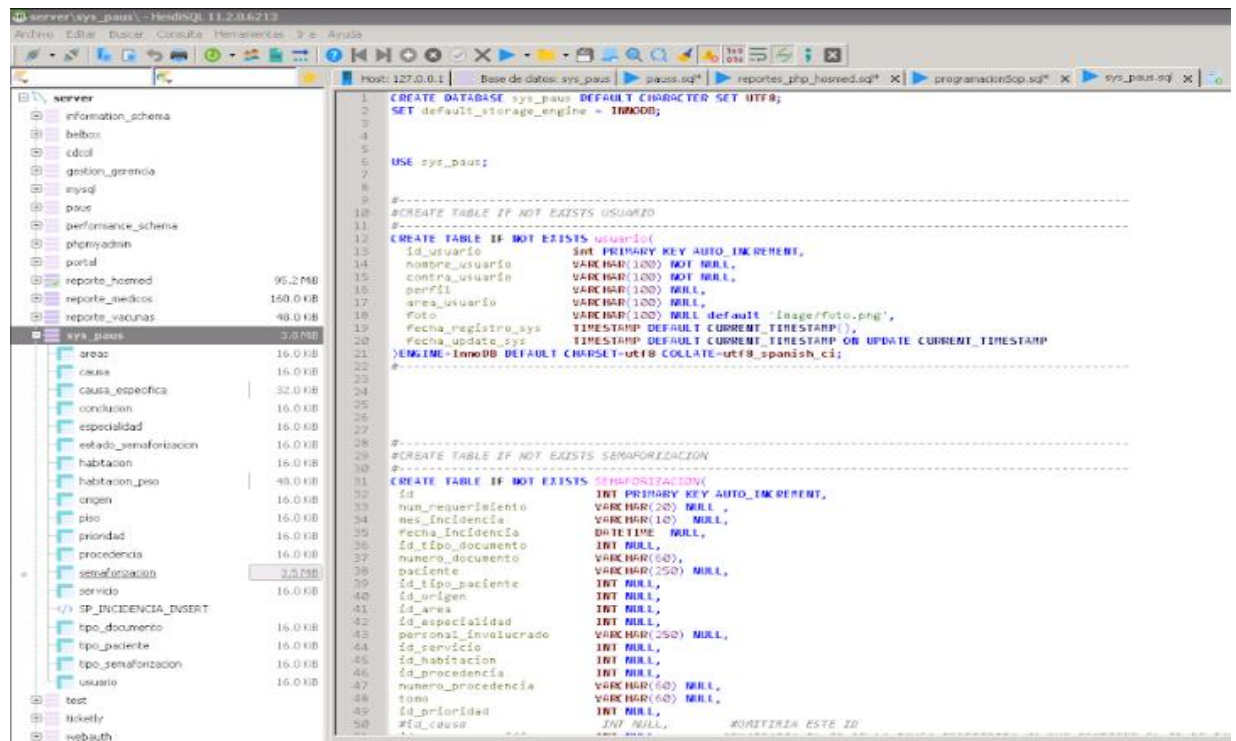 server\sys_paus\ - HeidiSQL 11.2.0.6213
Archivo Editar Buscar Consulta Herramientas Ir a Ayuda
Host: 127.0.0.1 Base de datos: sys_paus pauss.sql* reportes_php_hosmed.sql* programacionSop.sql* sys_paus.sql
server
information_schema
belbox
cdcol
gestion_gerencia
mysql
paus
performance_schema
phpmyadmin
portal
reporte_hosmed 95.2 MiB
reporte_medicos 160.0 KiB
reporte_vacunas 48.0 KiB
sys_paus 3.8 MiB
areas 16.0 KiB
causa 16.0 KiB
causa_especifica 32.0 KiB
conclucion 16.0 KiB
especialidad 16.0 KiB
estado_semaforizacion 16.0 KiB
habitacion 16.0 KiB
habitacion_piso 48.0 KiB
origen 16.0 KiB
piso 16.0 KiB
prioridad 16.0 KiB
procedencia 16.0 KiB
semaforizacion 3.5 MiB
servicio 16.0 KiB
SP_INCIDENCIA_INSERT
tipo_documento 16.0 KiB
tipo_paciente 16.0 KiB
tipo_semaforizacion 16.0 KiB
usuario 16.0 KiB
test
ticketly
webauth
1 CREATE DATABASE sys_paus DEFAULT CHARACTER SET UTF8;
2 SET default_storage_engine = INNODB;
3
4
5
6 USE sys_paus;
7
8
9 #--------------------------------
10 #CREATE TABLE IF NOT EXISTS USUARIO
11 #--------------------------------
12 CREATE TABLE IF NOT EXISTS usuario(
13 id_usuario int PRIMARY KEY AUTO_INCREMENT,
14 nombre_usuario VARCHAR(100) NOT NULL,
15 contra_usuario VARCHAR(100) NOT NULL,
16 perfil VARCHAR(100) NULL,
17 area_usuario VARCHAR(100) NULL,
18 foto VARCHAR(100) NULL default 'image/foto.png',
19 fecha_registro_sys TIMESTAMP DEFAULT CURRENT_TIMESTAMP(),
20 fecha_update_sys TIMESTAMP DEFAULT CURRENT_TIMESTAMP ON UPDATE CURRENT_TIMESTAMP
21 )ENGINE=InnoDB DEFAULT CHARSET=utf8 COLLATE=utf8_spanish_ci;
22 #--------------------------------
23
24
25
26
27
28 #--------------------------------
29 #CREATE TABLE IF NOT EXISTS SEMAFORIZACION
30 #--------------------------------
31 CREATE TABLE IF NOT EXISTS SEMAFORIZACION(
32 id INT PRIMARY KEY AUTO_INCREMENT,
33 num_requerimiento VARCHAR(20) NULL ,
34 mes_incidencia VARCHAR(10) NULL,
35 fecha_incidencia DATETIME NULL,
36 id_tipo_documento INT NULL,
37 numero_documento VARCHAR(60),
38 paciente VARCHAR(250) NULL,
39 id_tipo_paciente INT NULL,
40 id_origen INT NULL,
41 id_area INT NULL,
42 id_especialidad INT NULL,
43 personal_involucrado VARCHAR(250) NULL,
44 id_servicio INT NULL,
45 id_habitacion INT NULL,
46 id_procedencia INT NULL,
47 numero_procedencia VARCHAR(60) NULL,
48 tomo VARCHAR(60) NULL,
49 id_prioridad INT NULL,
50 #id_causa INT NULL, #OMITIRIA ESTE ID